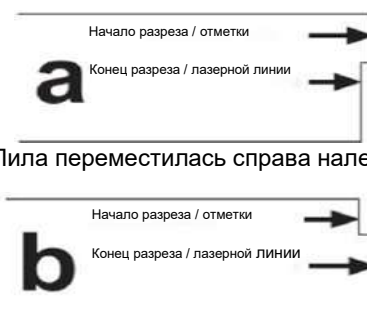 Начало разреза / отметки
a
Конец разреза / лазерной линии
Пила переместилась справа нале
Начало разреза / отметки
b
Конец разреза / лазерной линии